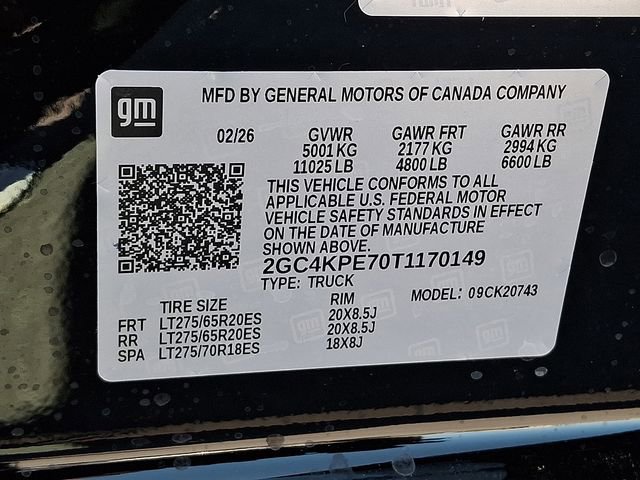 gm
MFD BY GENERAL MOTORS OF CANADA COMPANY
02/26 GVWR GAWR FRT GAWR RR
5001 KG 2177 KG 2994 KG
11025 LB 4800 LB 6600 LB
THIS VEHICLE CONFORMS TO ALL
APPLICABLE U.S. FEDERAL MOTOR
VEHICLE SAFETY STANDARDS IN EFFECT
ON THE DATE OF MANUFACTURE
SHOWN ABOVE.
2GC4KPE70T1170149
TYPE: TRUCK
TIRE SIZE RIM MODEL: 09CK20743
FRT LT275/65R20ES 20X8.5J
RR LT275/65R20ES 20X8.5J
SPA LT275/70R18ES 18X8J